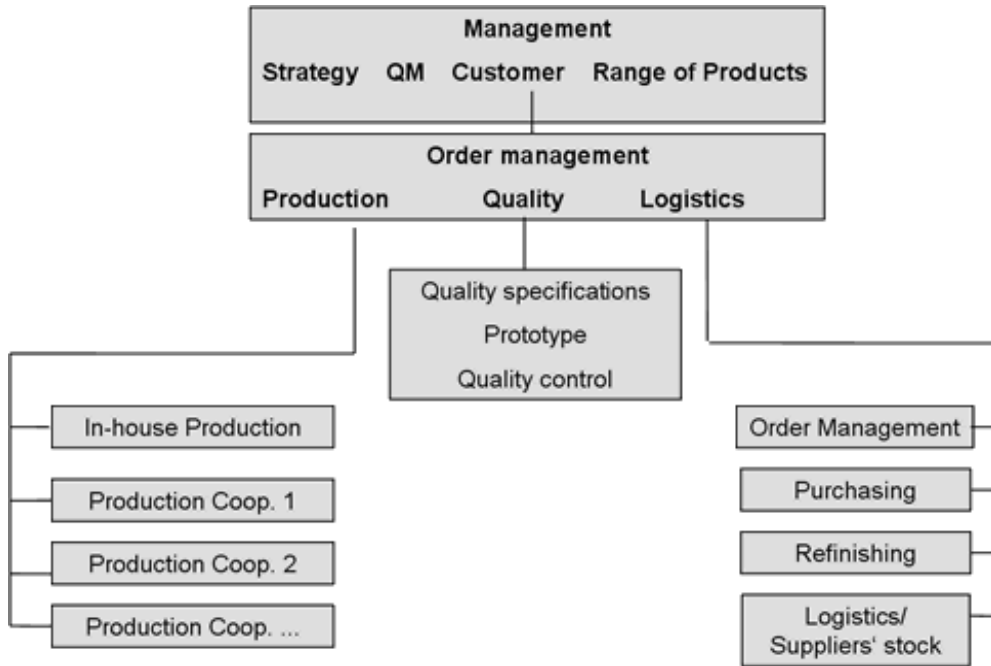 Management
Strategy QM Customer Range of Products
Order management
Production Quality Logistics
Quality specifications
Prototype
Quality control
In-house Production
Production Coop. 1
Production Coop. 2
Production Coop. ...
Order Management
Purchasing
Refinishing
Logistics/
Suppliers‘ stock